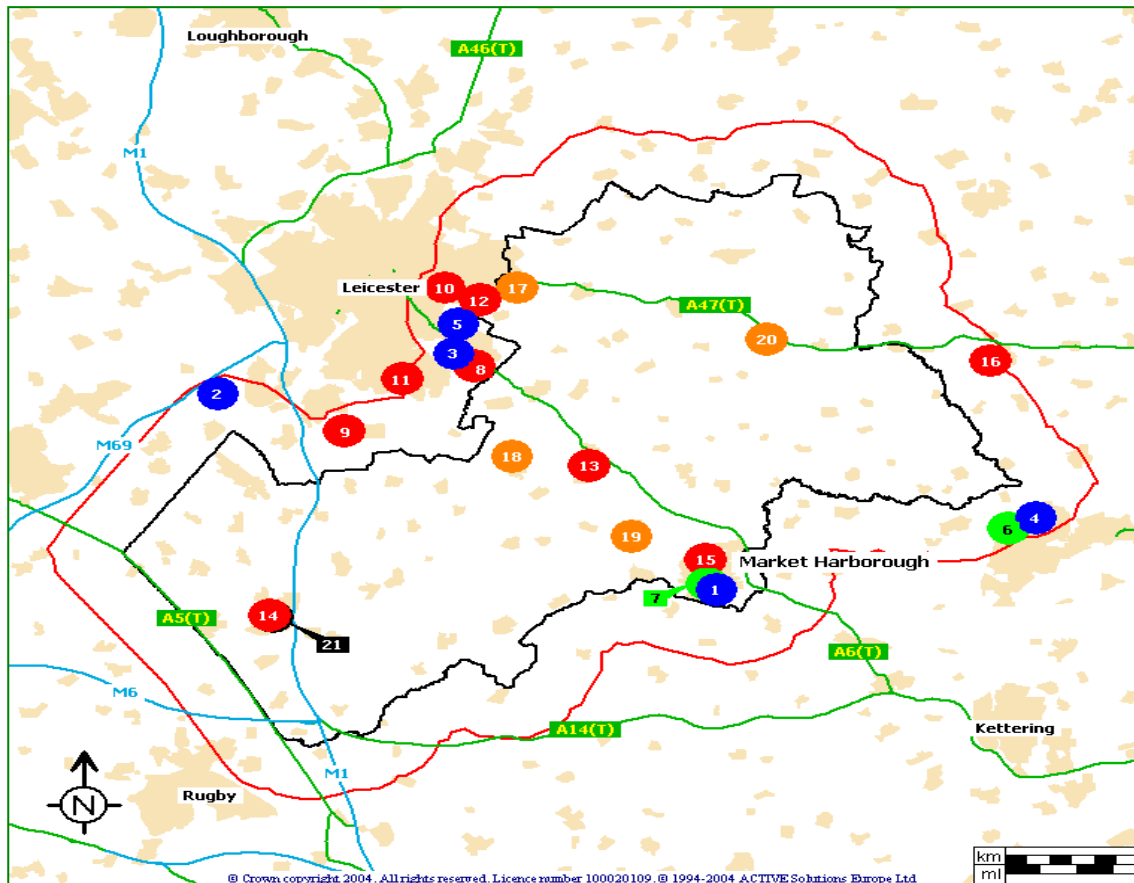 Loughborough
A46(T)
M1
Leicester
10
12
17
A47(T)
5
20
3
8
16
11
2
9
M69
18
13
4
6
19
15
Market Harborough
1
7
14
21
A5(T)
A6(T)
M6
A14(T)
Kettering
M1
N
Rugby
km
ml
© Crown copyright 2004. All rights reserved. Licence number 100020109. © 1994-2004 ACTIVE Solutions Europe Ltd